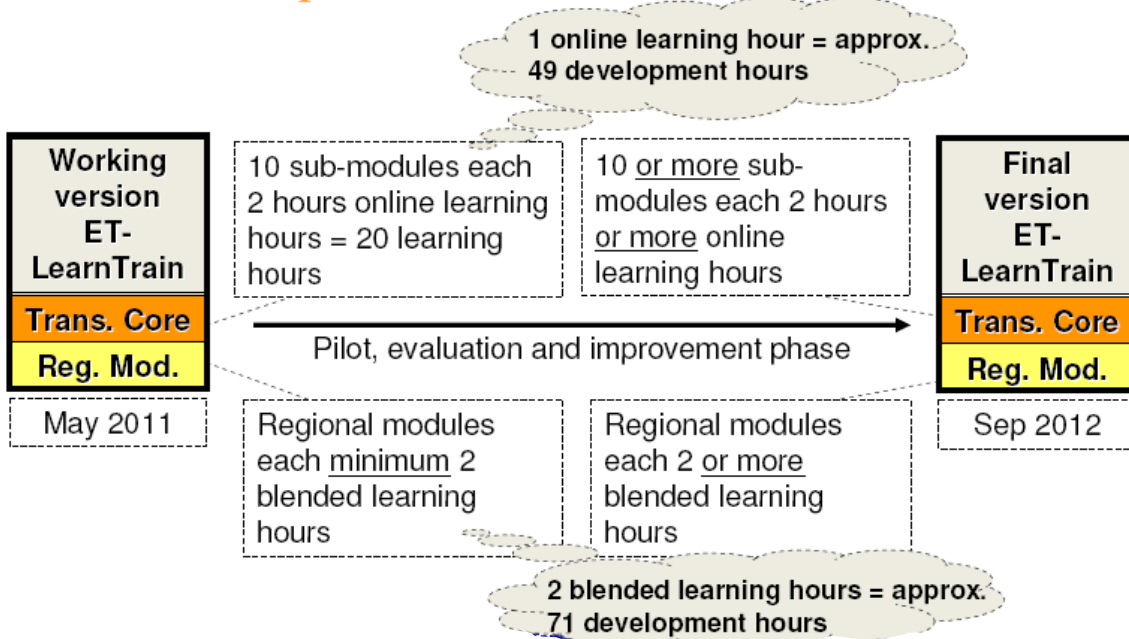 1 online learning hour = approx.
49 development hours
Working
version
ET-
LearnTrain
Trans. Core
Reg. Mod.
May 2011
10 sub-modules each
2 hours online learning
hours = 20 learning
hours
10 or more sub-
modules each 2 hours
or more online
learning hours
Pilot, evaluation and improvement phase
Regional modules
each minimum 2
blended learning
hours
Regional modules
each 2 or more
blended learning
hours
Final
version
ET-
LearnTrain
Trans. Core
Reg. Mod.
Sep 2012
2 blended learning hours = approx.
71 development hours